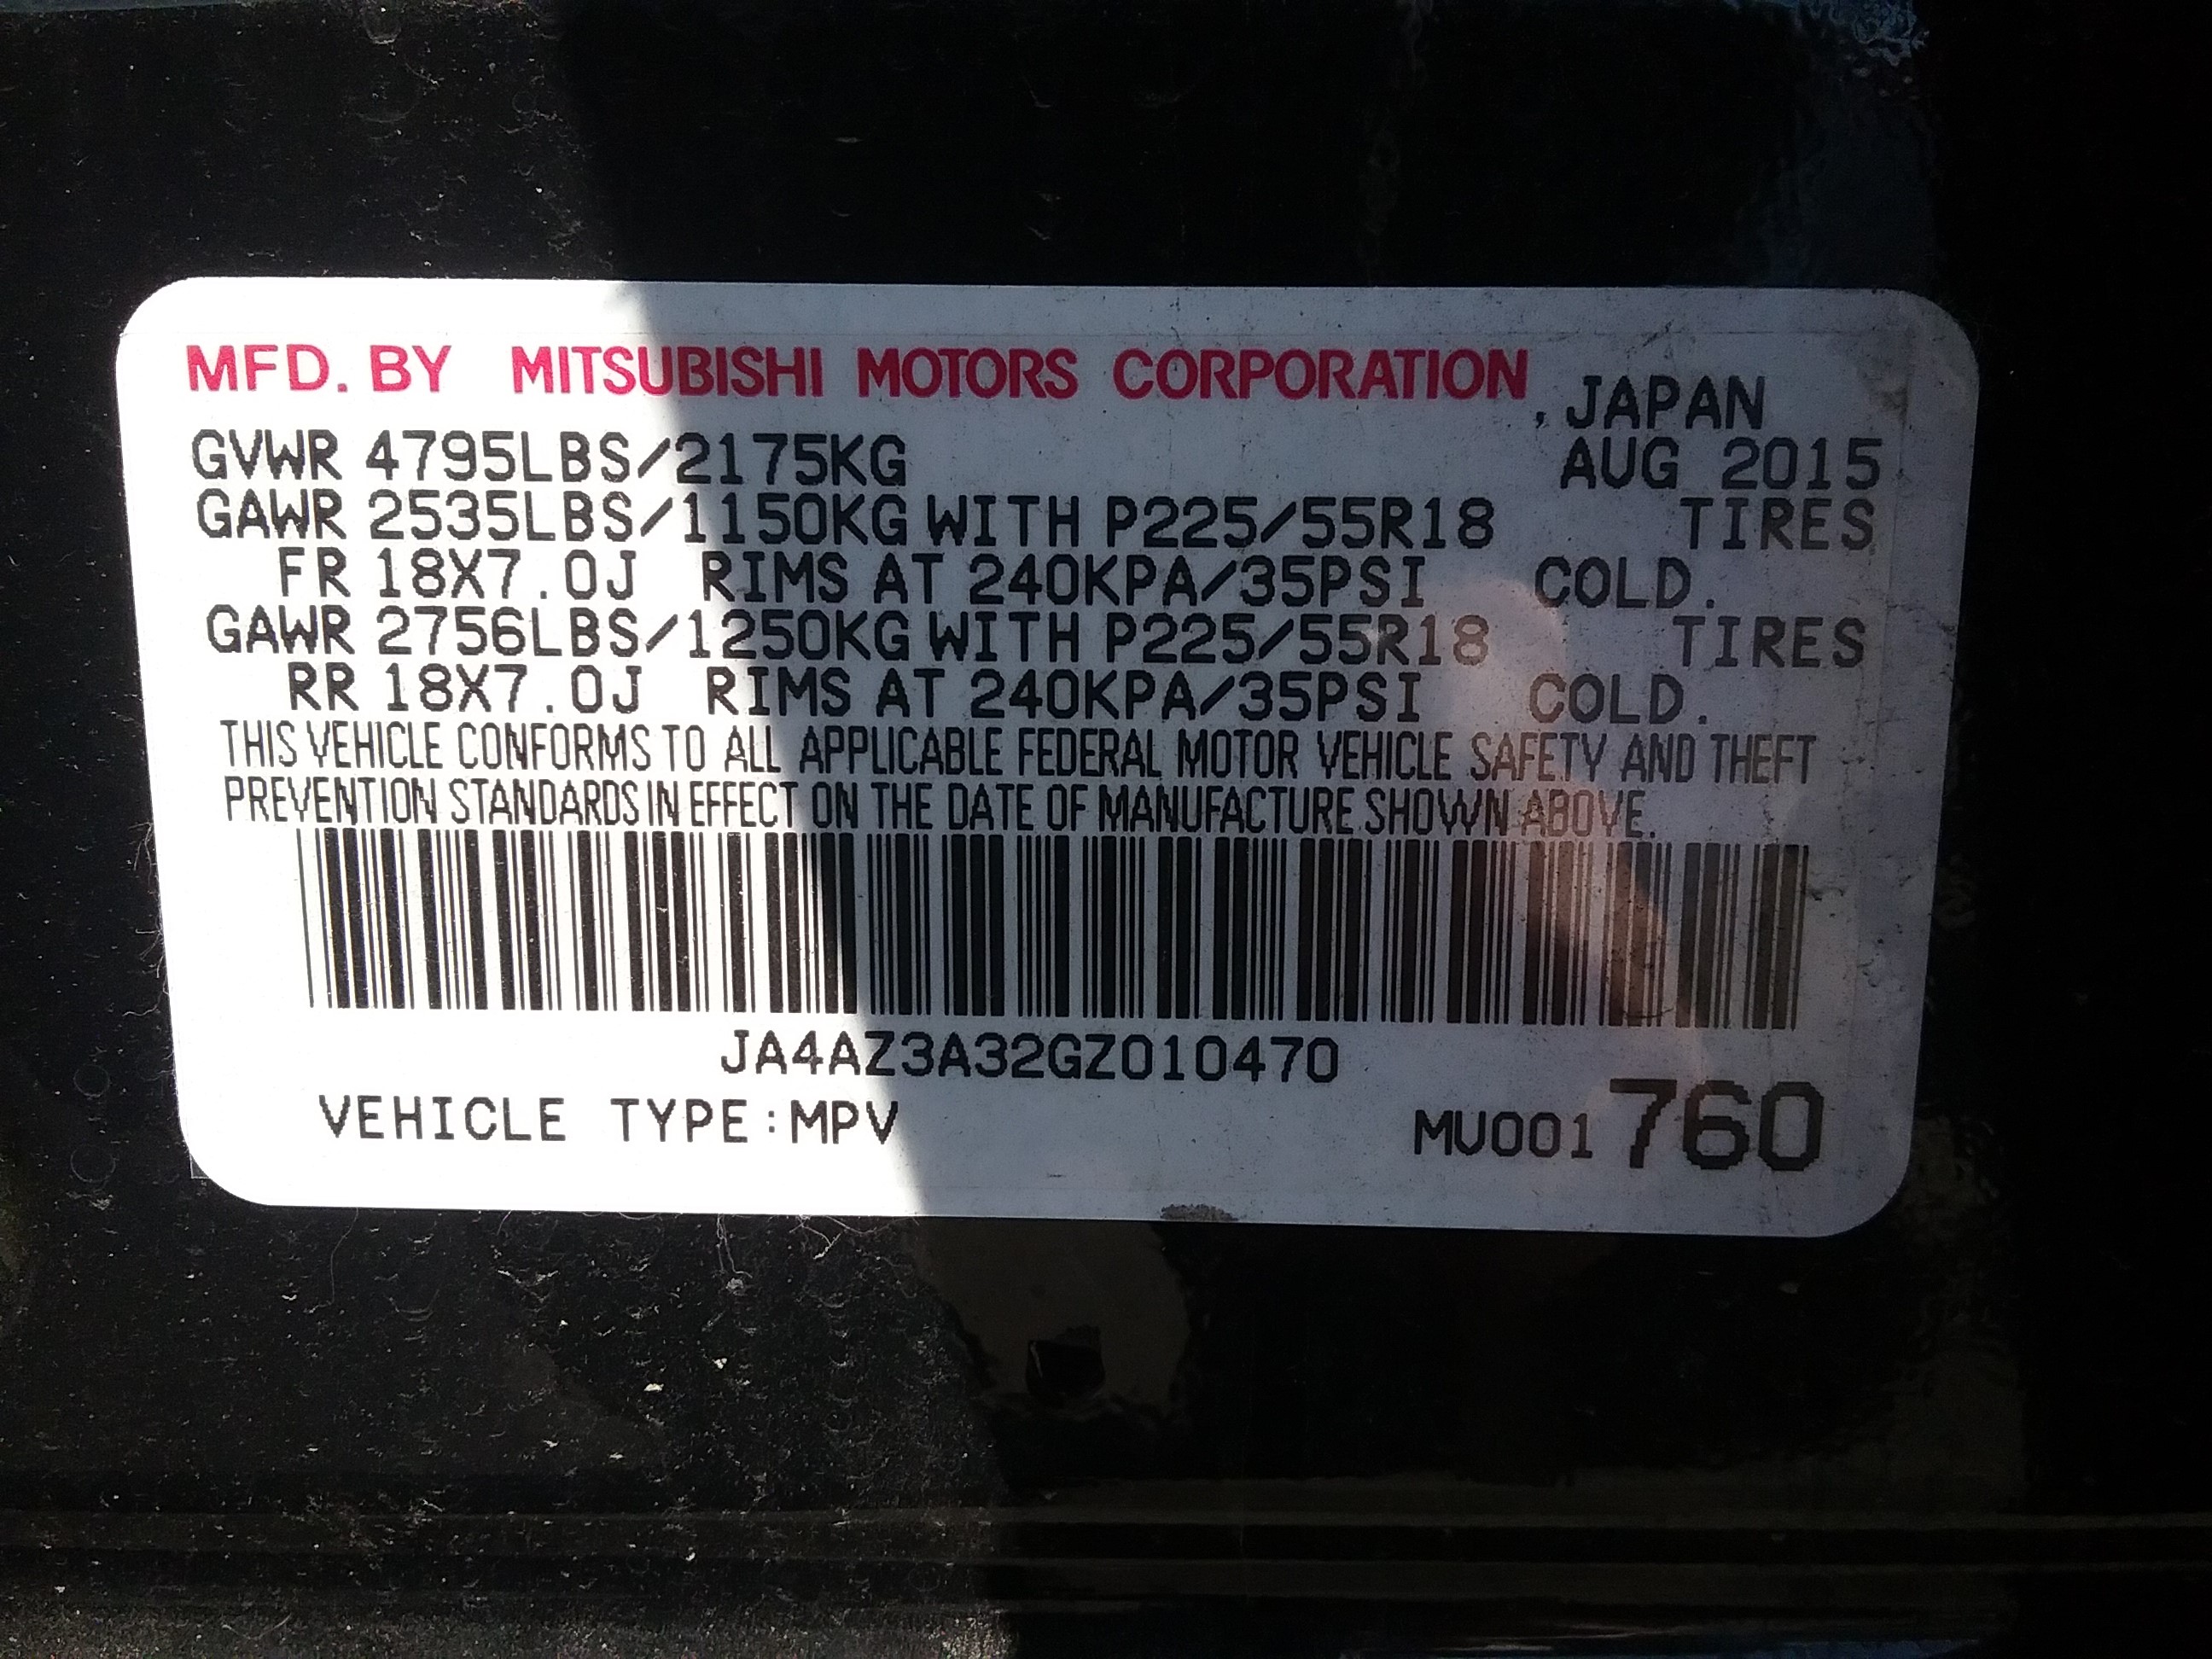 MFD. BY MITSUBISHI MOTORS CORPORATION, JAPAN
GVWR 4795LBS/2175KG AUG 2015
GAWR 2535LBS/1150KG WITH P225/55R18 TIRES
FR 18X7.0J RIMS AT 240KPA/35PSI COLD.
GAWR 2756LBS/1250KG WITH P225/55R18 TIRES
RR 18X7.0J RIMS AT 240KPA/35PSI COLD.
THIS VEHICLE CONFORMS TO ALL APPLICABLE FEDERAL MOTOR VEHICLE SAFETY AND THEFT
PREVENTION STANDARDS IN EFFECT ON THE DATE OF MANUFACTURE SHOWN ABOVE.
JA4AZ3A32GZ010470
VEHICLE TYPE:MPV MU001760